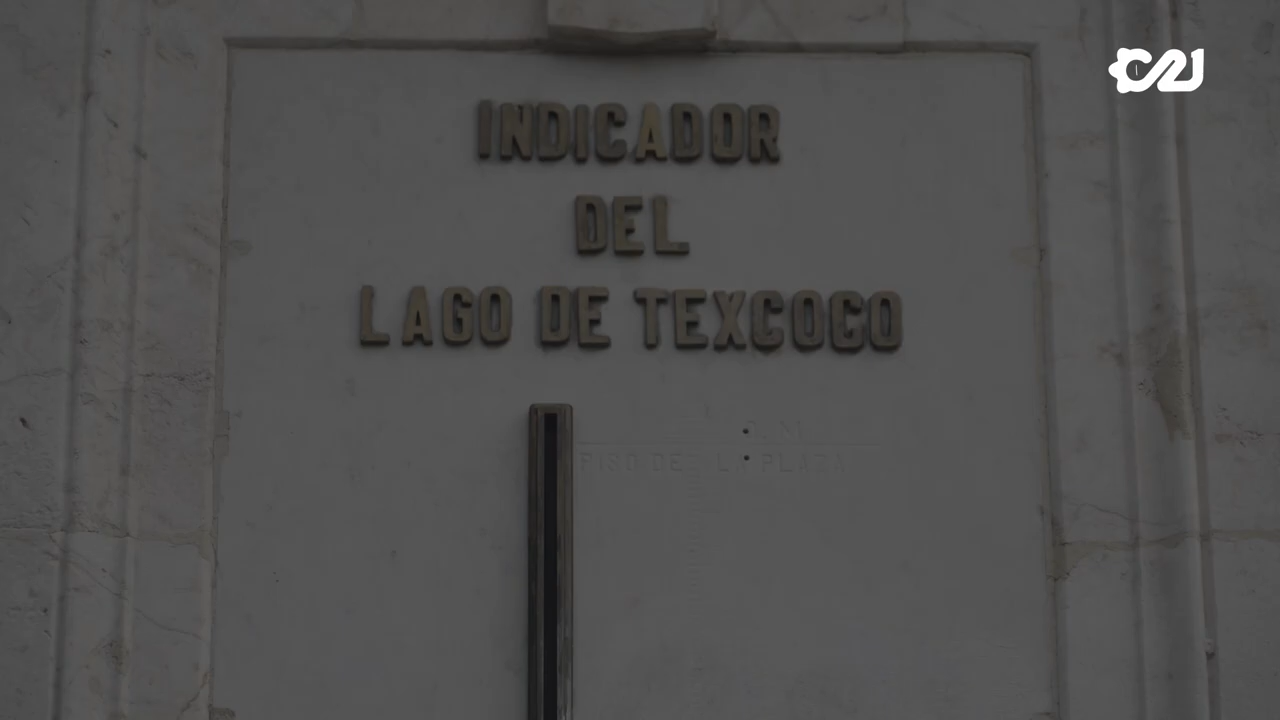 INDICADOR
DEL
LAGO DE TEXCOCO
PISO DE LA PLAZA